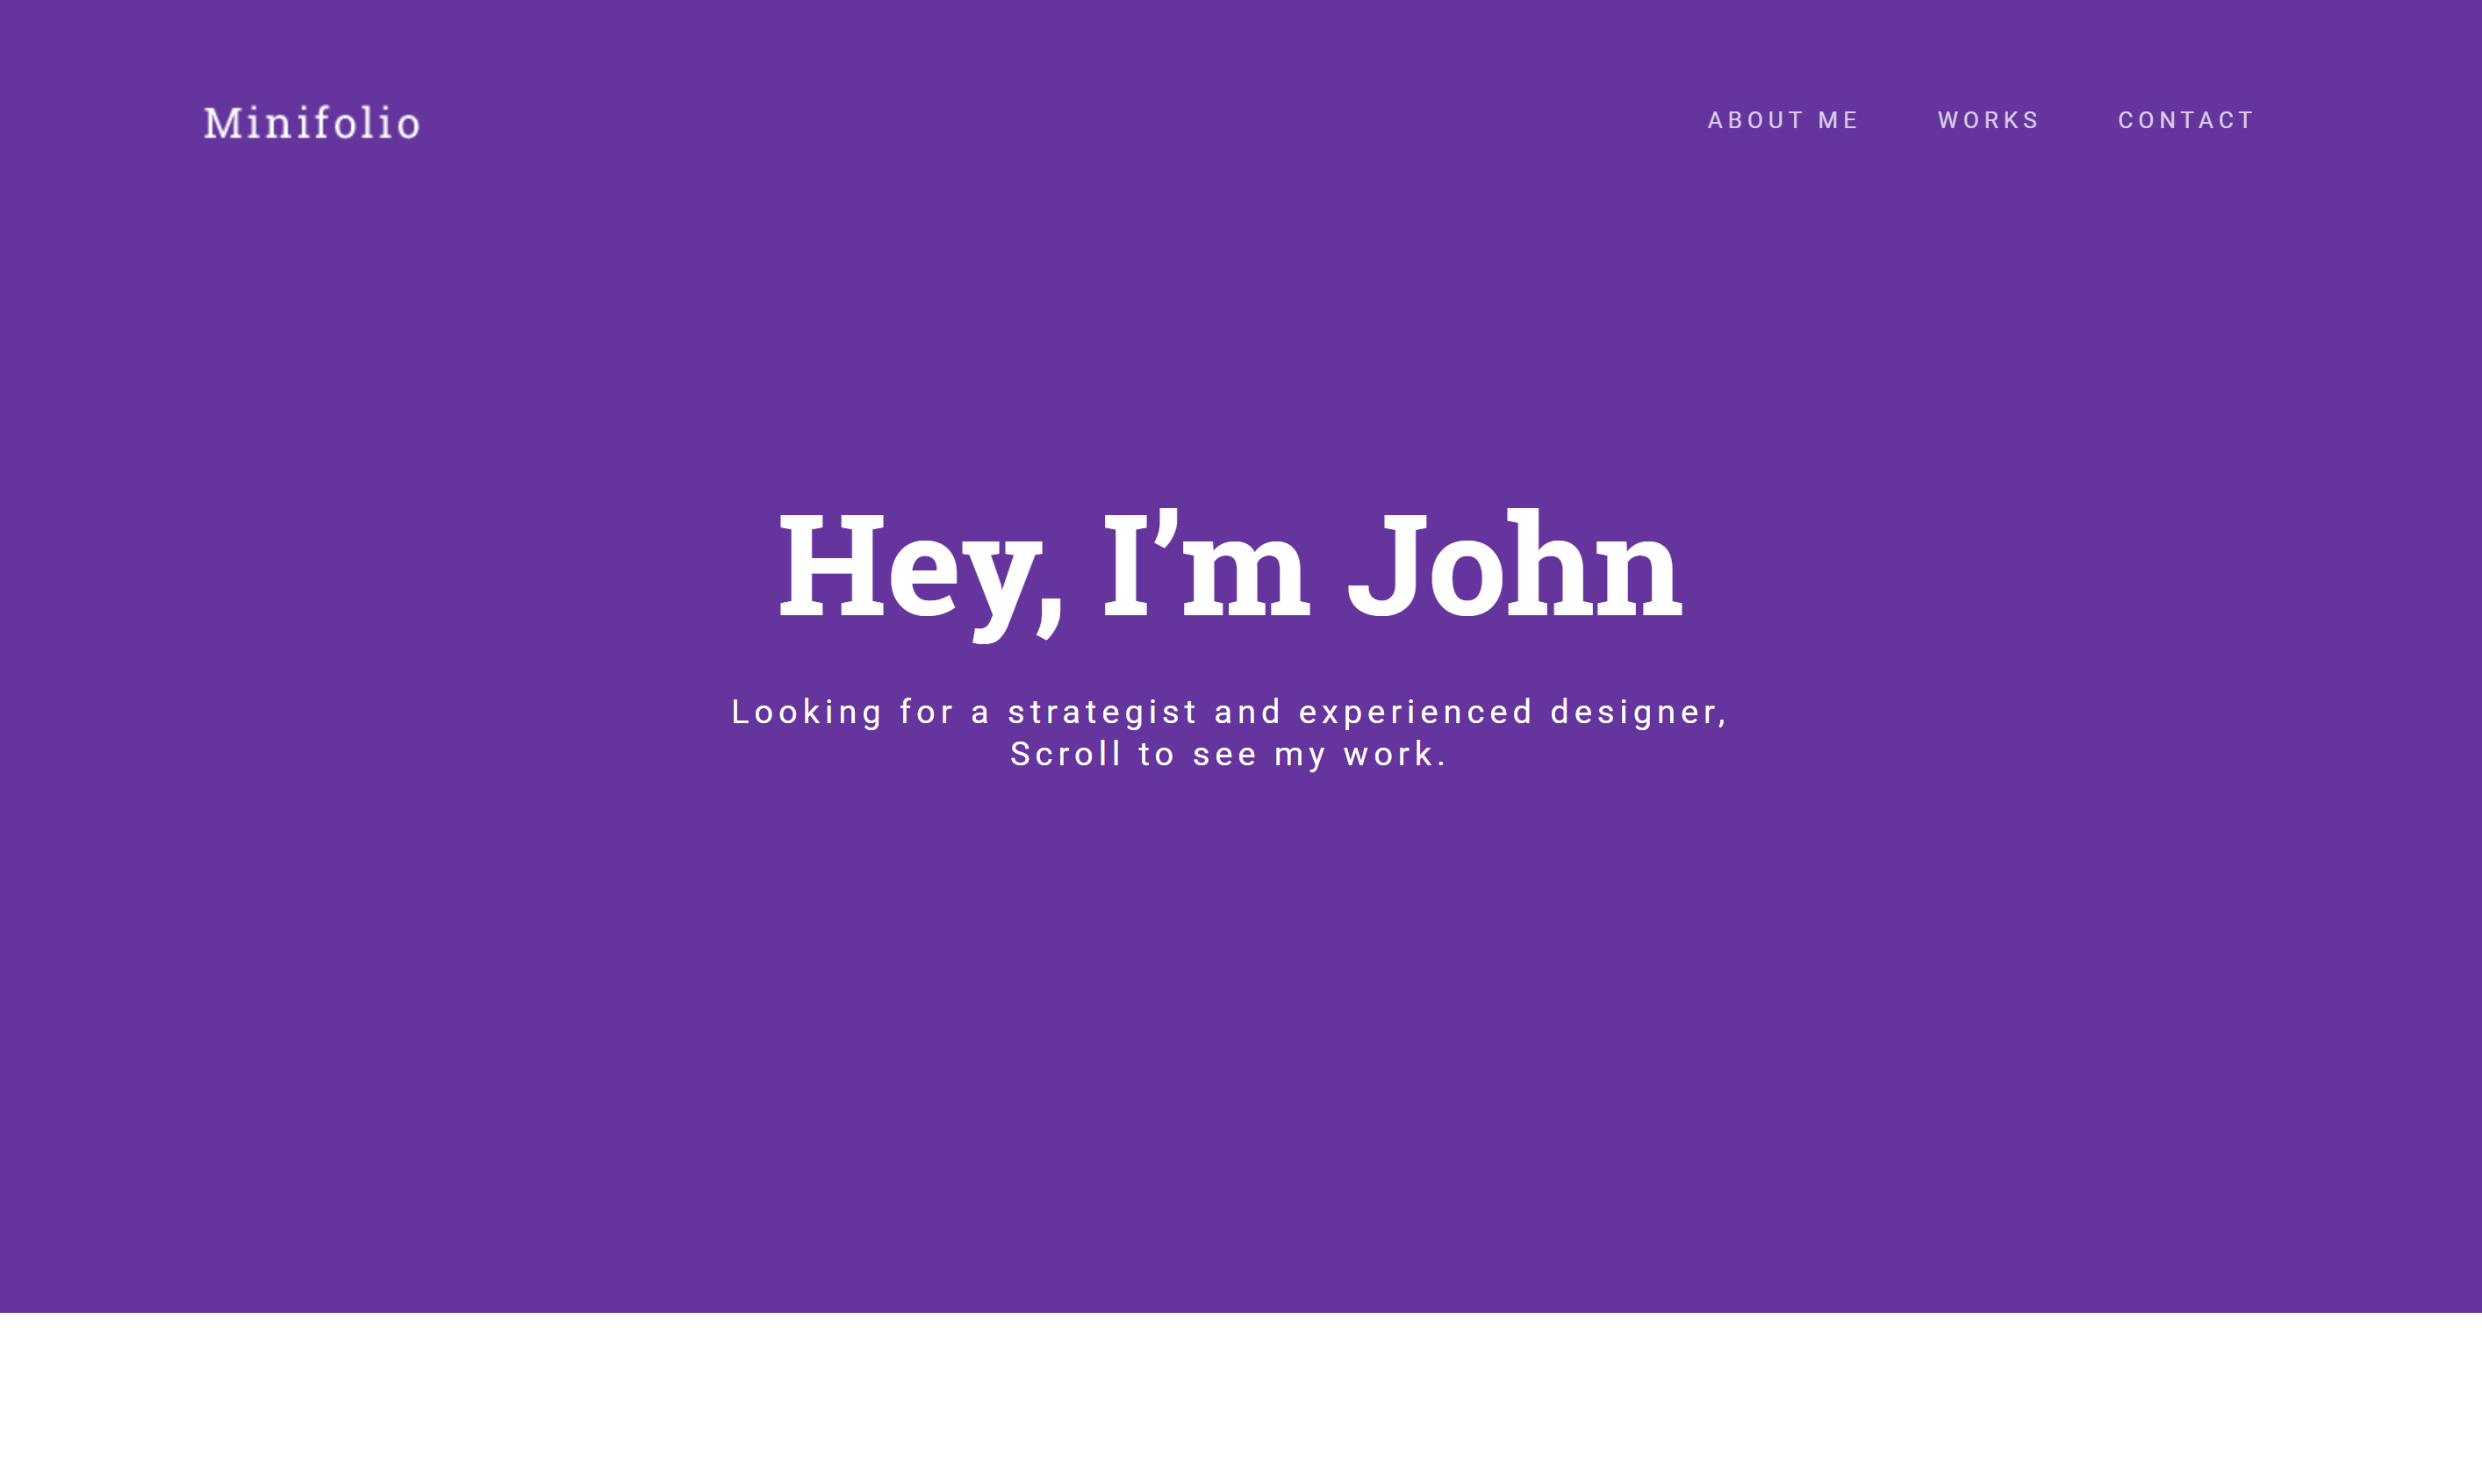 Minifolio
ABOUT ME WORKS CONTACT
Hey, I’m John
Looking for a strategist and experienced designer,
Scroll to see my work.